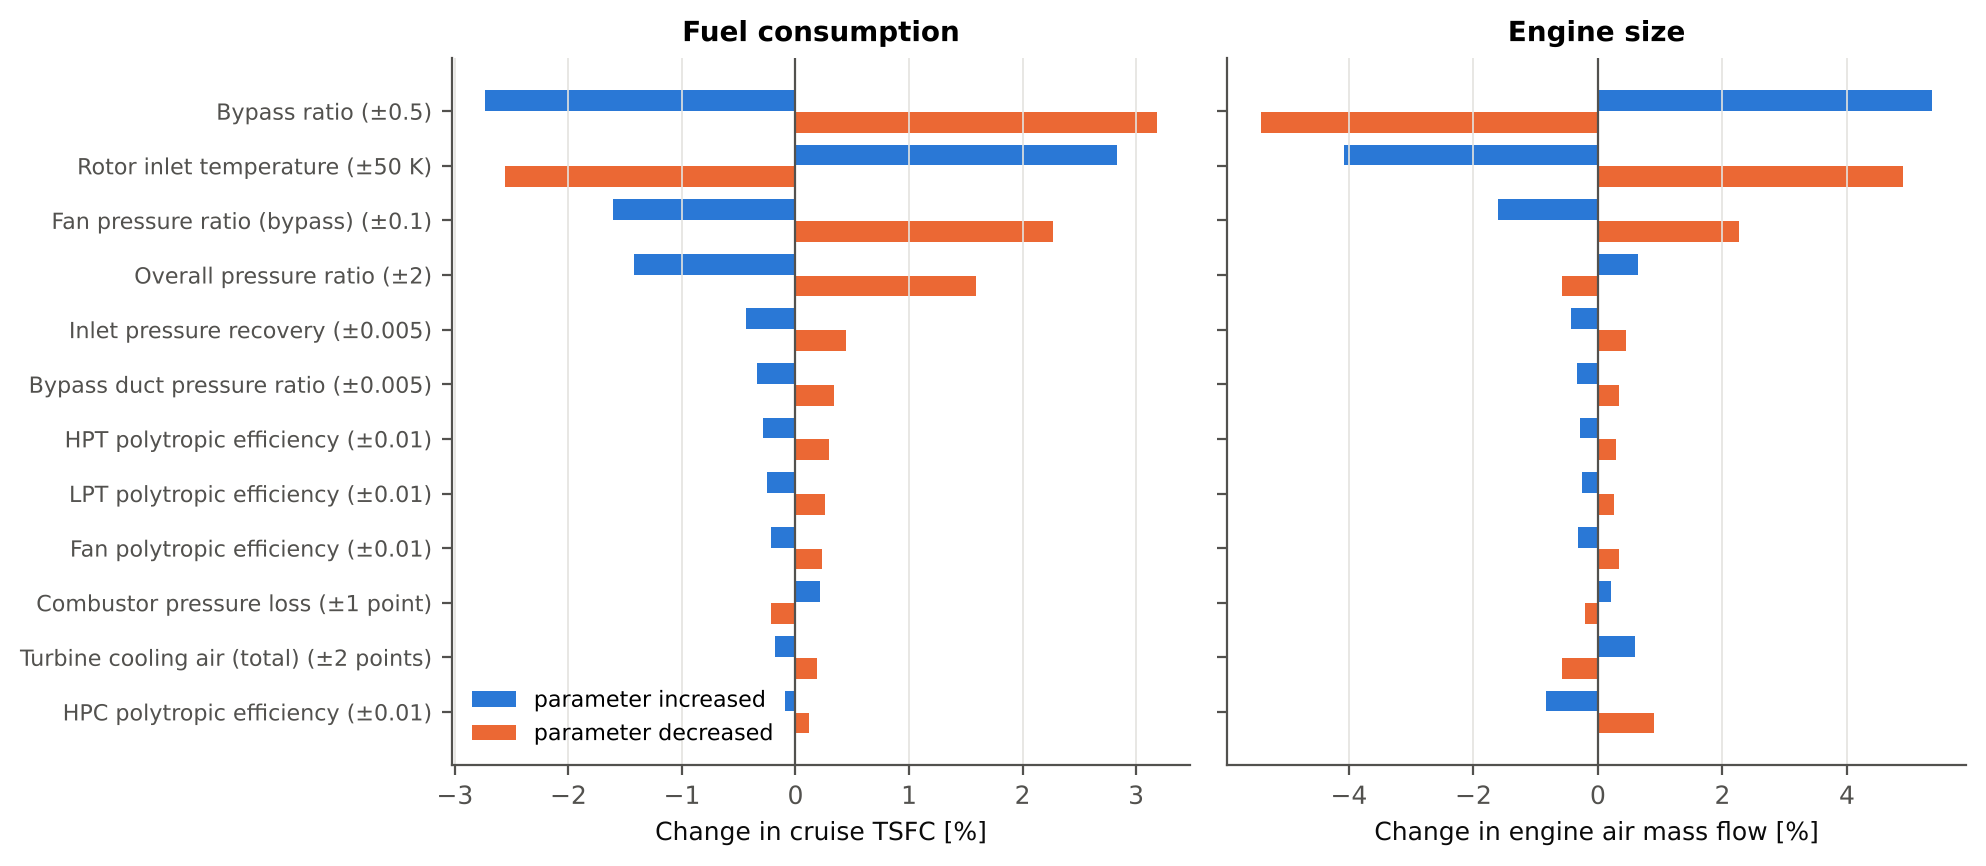 Fuel consumption
Engine size
Bypass ratio (±0.5)
Rotor inlet temperature (±50 K)
Fan pressure ratio (bypass) (±0.1)
Overall pressure ratio (±2)
Inlet pressure recovery (±0.005)
Bypass duct pressure ratio (±0.005)
HPT polytropic efficiency (±0.01)
LPT polytropic efficiency (±0.01)
Fan polytropic efficiency (±0.01)
Combustor pressure loss (±1 point)
Turbine cooling air (total) (±2 points)
HPC polytropic efficiency (±0.01)
parameter increased
parameter decreased
−3 −2 −1 0 1 2 3
−4 −2 0 2 4
Change in cruise TSFC [%]
Change in engine air mass flow [%]